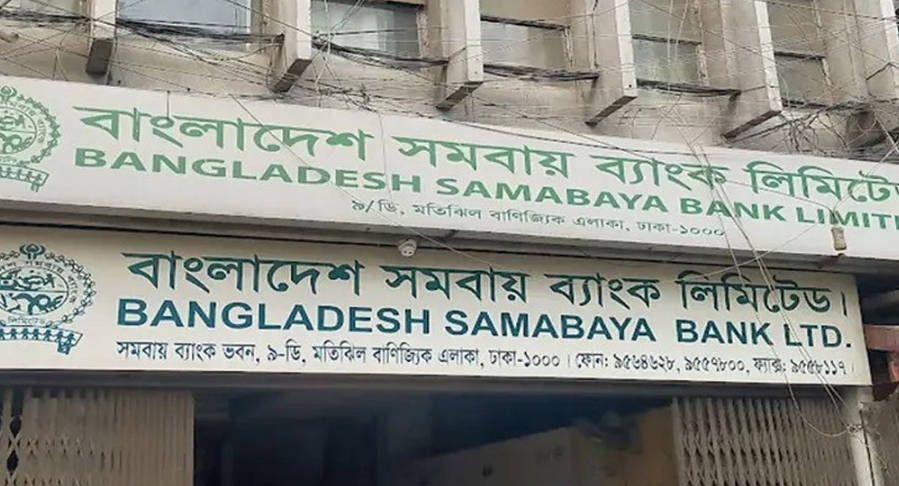 বাংলাদেশ সমবায় ব্যাংক লিমিটেড
BANGLADESH SAMABAYA BANK LIMITE
৯/ডি, মতিঝিল বাণিজ্যিক এলাকা, ঢাকা-১০০০
বাংলাদেশ সমবায় ব্যাংক লিমিটেড।
BANGLADESH SAMABAYA BANK LTD.
সমবায় ব্যাংক ভবন, ৯-ডি, মতিঝিল বাণিজ্যিক এলাকা, ঢাকা-১০০০। ফোন: ৯৫৬৪৬২৮, ৯৫৫৭৮০০, ফ্যাক্স: ৯৫৫৮১১৭।